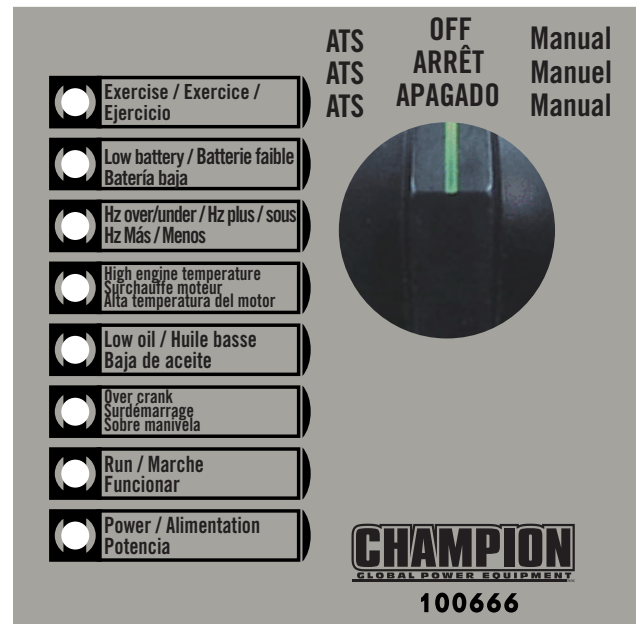 ATS OFF Manual
ATS ARRÊT Manuel
ATS APAGADO Manual
Exercise / Exercice /
Ejercicio
Low battery / Batterie faible
Batería baja
Hz over/under / Hz plus / sous
Hz Más / Menos
High engine temperature
Surchauffe moteur
Alta temperatura del motor
Low oil / Huile basse
Baja de aceite
Over crank
Surdémarrage
Sobre manivela
Run / Marche
Funcionar
Power / Alimentation
Potencia
CHAMPION
GLOBAL POWER EQUIPMENT
100666